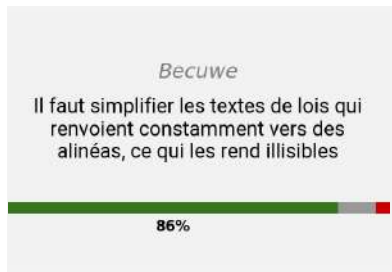 Becuwe
Il faut simplifier les textes de lois qui
renvoient constamment vers des
alinéas, ce qui les rend illisibles
86%